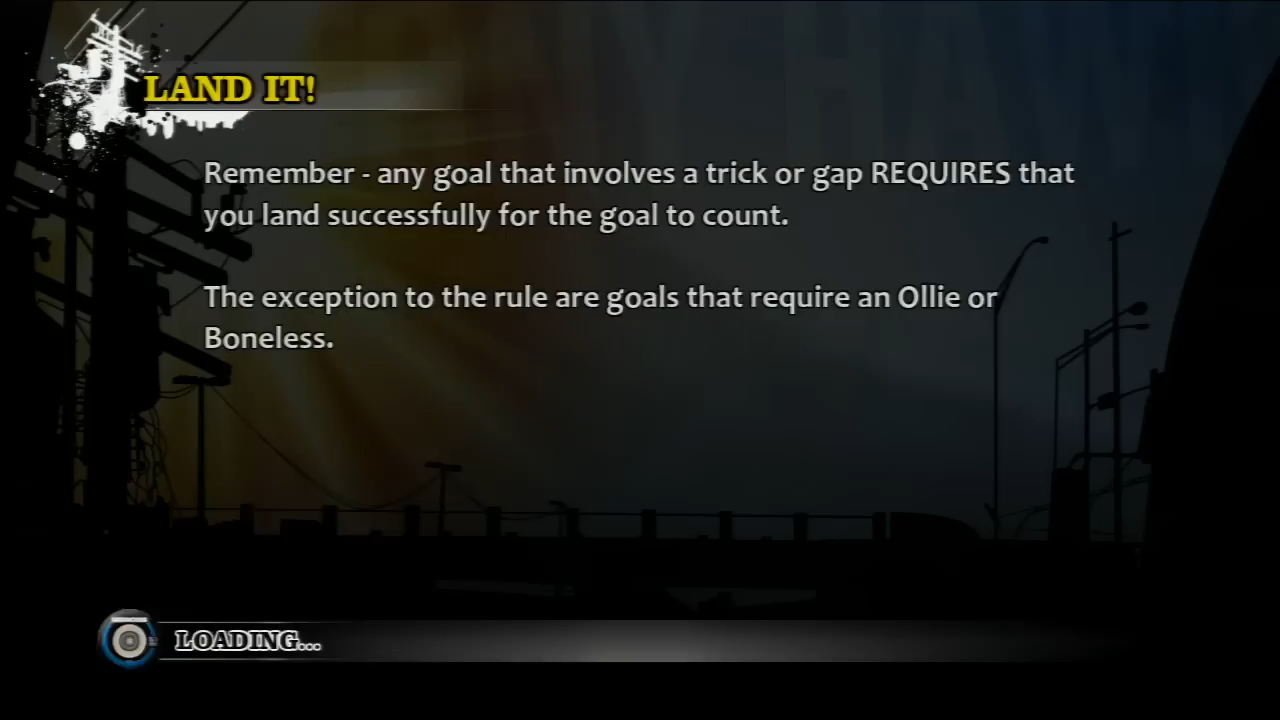 LAND IT!
Remember - any goal that involves a trick or gap REQUIRES that
you land successfully for the goal to count.
The exception to the rule are goals that require an Ollie or
Boneless.
LOADING...